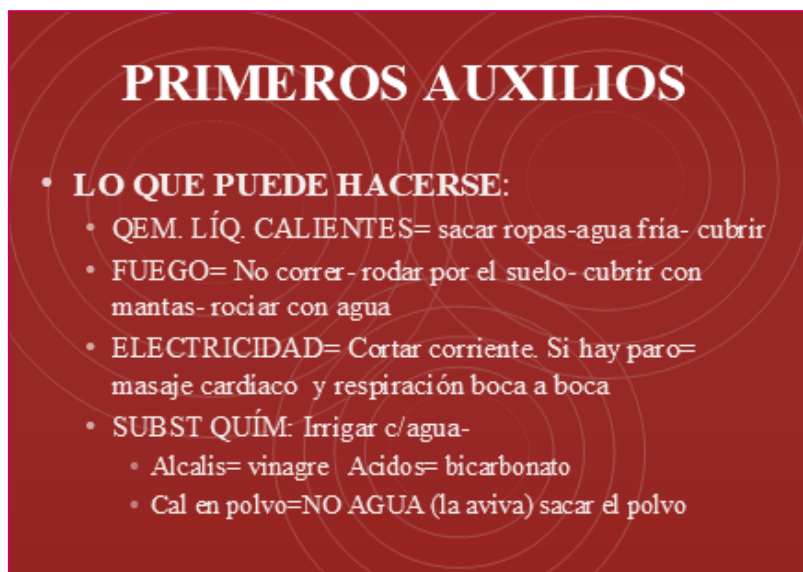 PRIMEROS AUXILIOS
• LO QUE PUEDE HACERSE:
• QEM. LÍQ. CALIENTES= sacar ropas-agua fría- cubrir
• FUEGO= No correr- rodar por el suelo- cubrir con
mantas- rociar con agua
• ELECTRICIDAD= Cortar corriente. Si hay paro=
masaje cardíaco y respiración boca a boca
• SUBST QUÍM: Irrigar c/agua-
• Alcalis= vinagre Acidos= bicarbonato
• Cal en polvo=NO AGUA (la aviva) sacar el polvo